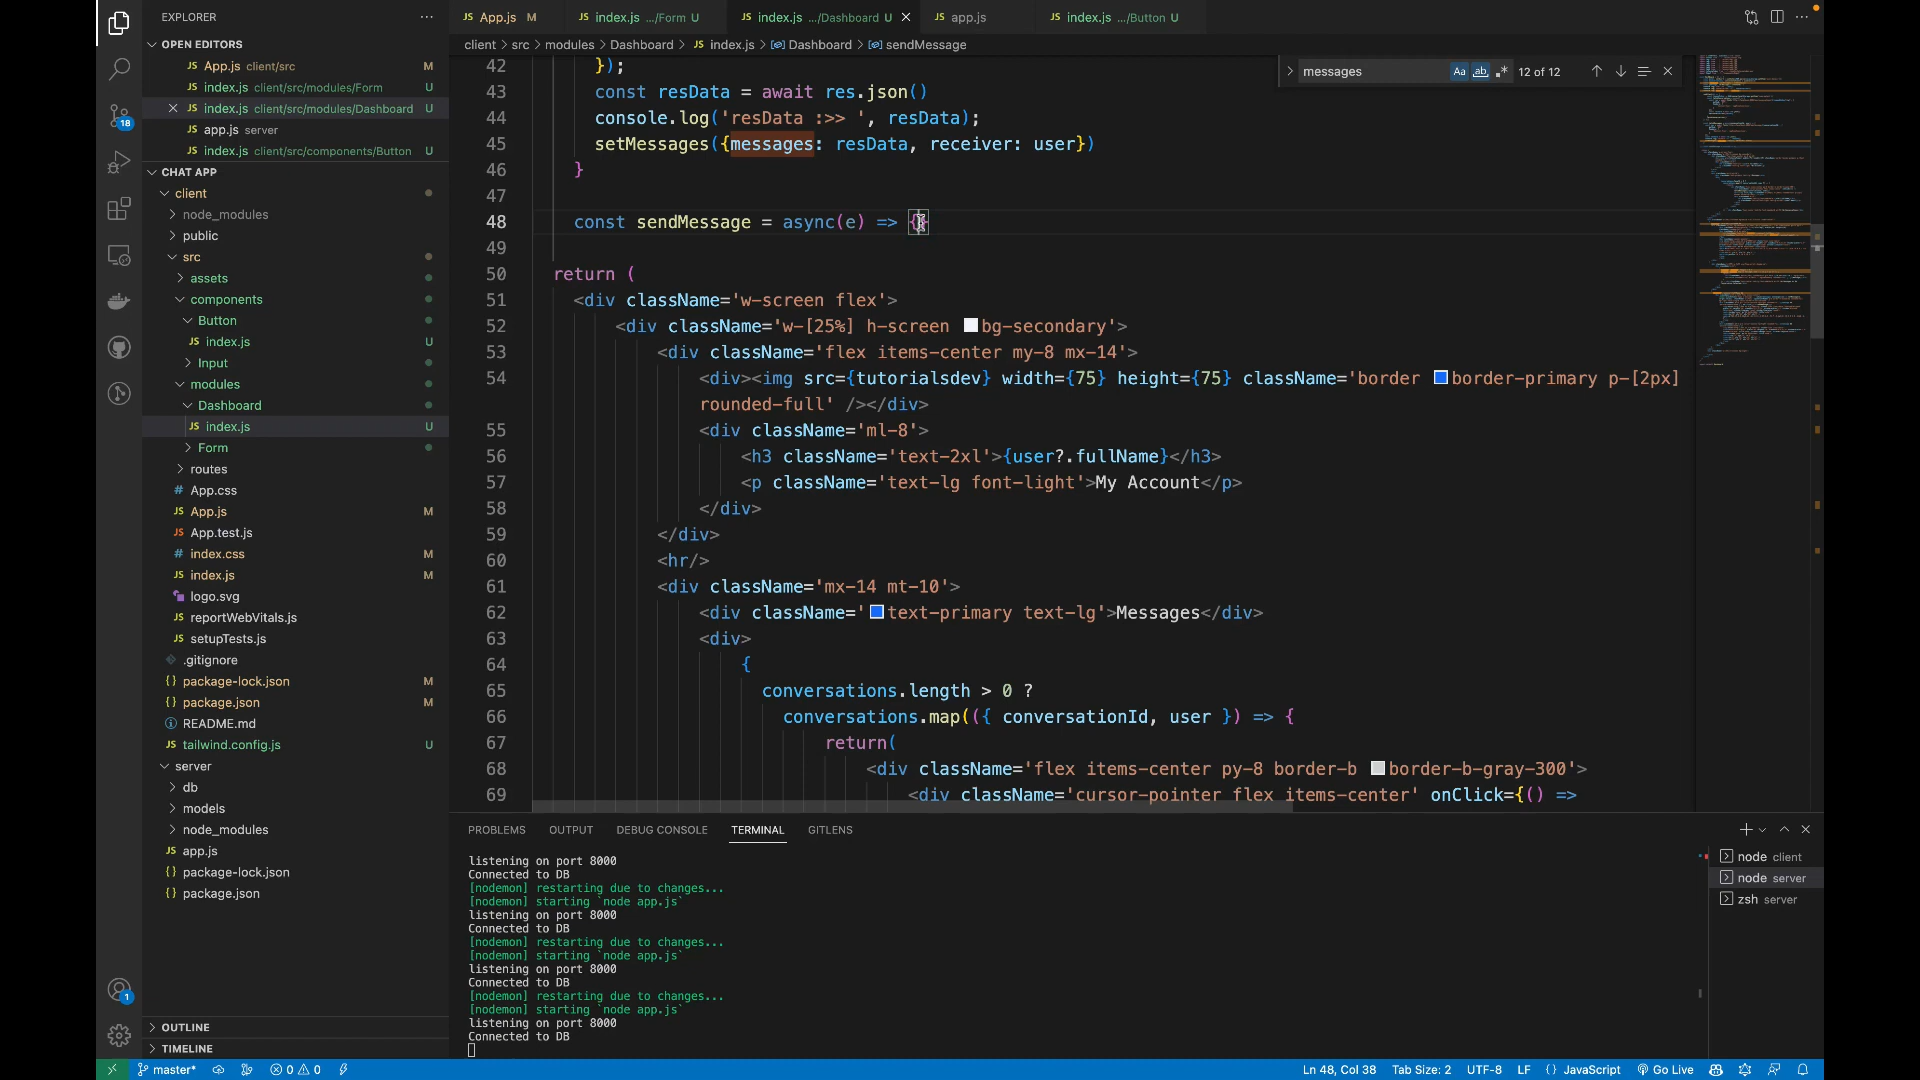 EXPLORER
OPEN EDITORS
App.js client/src M
index.js client/src/modules/Form U
index.js client/src/modules/Dashboard U
app.js server
index.js client/src/components/Button U
CHAT APP
client
node_modules
public
src
assets
components
Button
index.js U
Input
modules
Dashboard
index.js U
Form
routes
App.css
App.js M
App.test.js
index.css M
index.js M
logo.svg
reportWebVitals.js
setupTests.js
.gitignore
package-lock.json M
package.json M
README.md
tailwind.config.js U
server
db
models
node_modules
app.js
package-lock.json
package.json
OUTLINE
TIMELINE
18
1
App.js M
index.js .../Form U
index.js .../Dashboard U
app.js
index.js .../Button U
client > src > modules > Dashboard > JS index.js > Dashboard > sendMessage
messages Aa ab .* 12 of 12
42 });
43 const resData = await res.json()
44 console.log('resData :>> ', resData);
45 setMessages({messages: resData, receiver: user})
46 }
47
48 const sendMessage = async(e) => {}
49
50 return (
51 <div className='w-screen flex'>
52 <div className='w-[25%] h-screen bg-secondary'>
53 <div className='flex items-center my-8 mx-14'>
54 <div><img src={tutorialsdev} width={75} height={75} className='border border-primary p-[2px]
rounded-full' /></div>
55 <div className='ml-8'>
56 <h3 className='text-2xl'>{user?.fullName}</h3>
57 <p className='text-lg font-light'>My Account</p>
58 </div>
59 </div>
60 <hr/>
61 <div className='mx-14 mt-10'>
62 <div className='text-primary text-lg'>Messages</div>
63 <div>
64 {
65 conversations.length > 0 ?
66 conversations.map(({ conversationId, user }) => {
67 return(
68 <div className='flex items-center py-8 border-b border-b-gray-300'>
69 <div className='cursor-pointer flex items-center' onClick={() =>
PROBLEMS OUTPUT DEBUG CONSOLE TERMINAL GITLENS
listening on port 8000
Connected to DB
[nodemon] restarting due to changes...
[nodemon] starting `node app.js`
listening on port 8000
Connected to DB
[nodemon] restarting due to changes...
[nodemon] starting `node app.js`
listening on port 8000
Connected to DB
[nodemon] restarting due to changes...
[nodemon] starting `node app.js`
listening on port 8000
Connected to DB
node client
node server
zsh server
master* 0 0 Ln 48, Col 38 Tab Size: 2 UTF-8 LF {} JavaScript Go Live